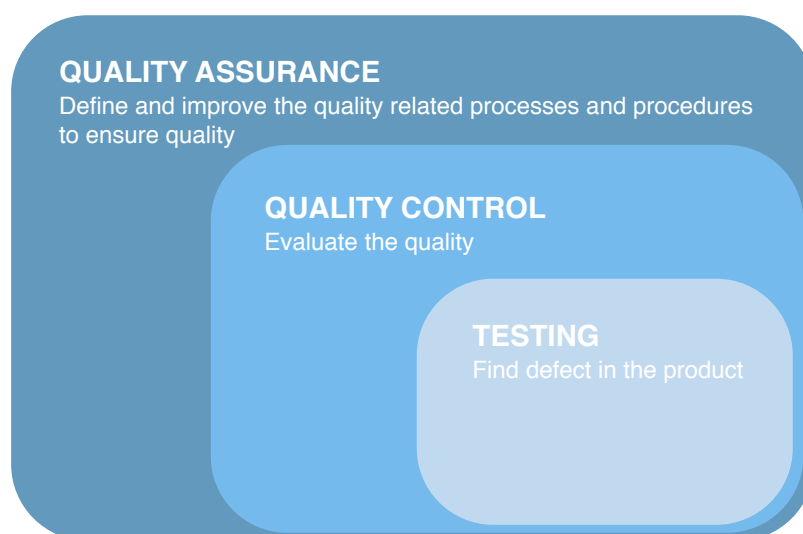 QUALITY ASSURANCE
Define and improve the quality related processes and procedures
to ensure quality
QUALITY CONTROL
Evaluate the quality
TESTING
Find defect in the product